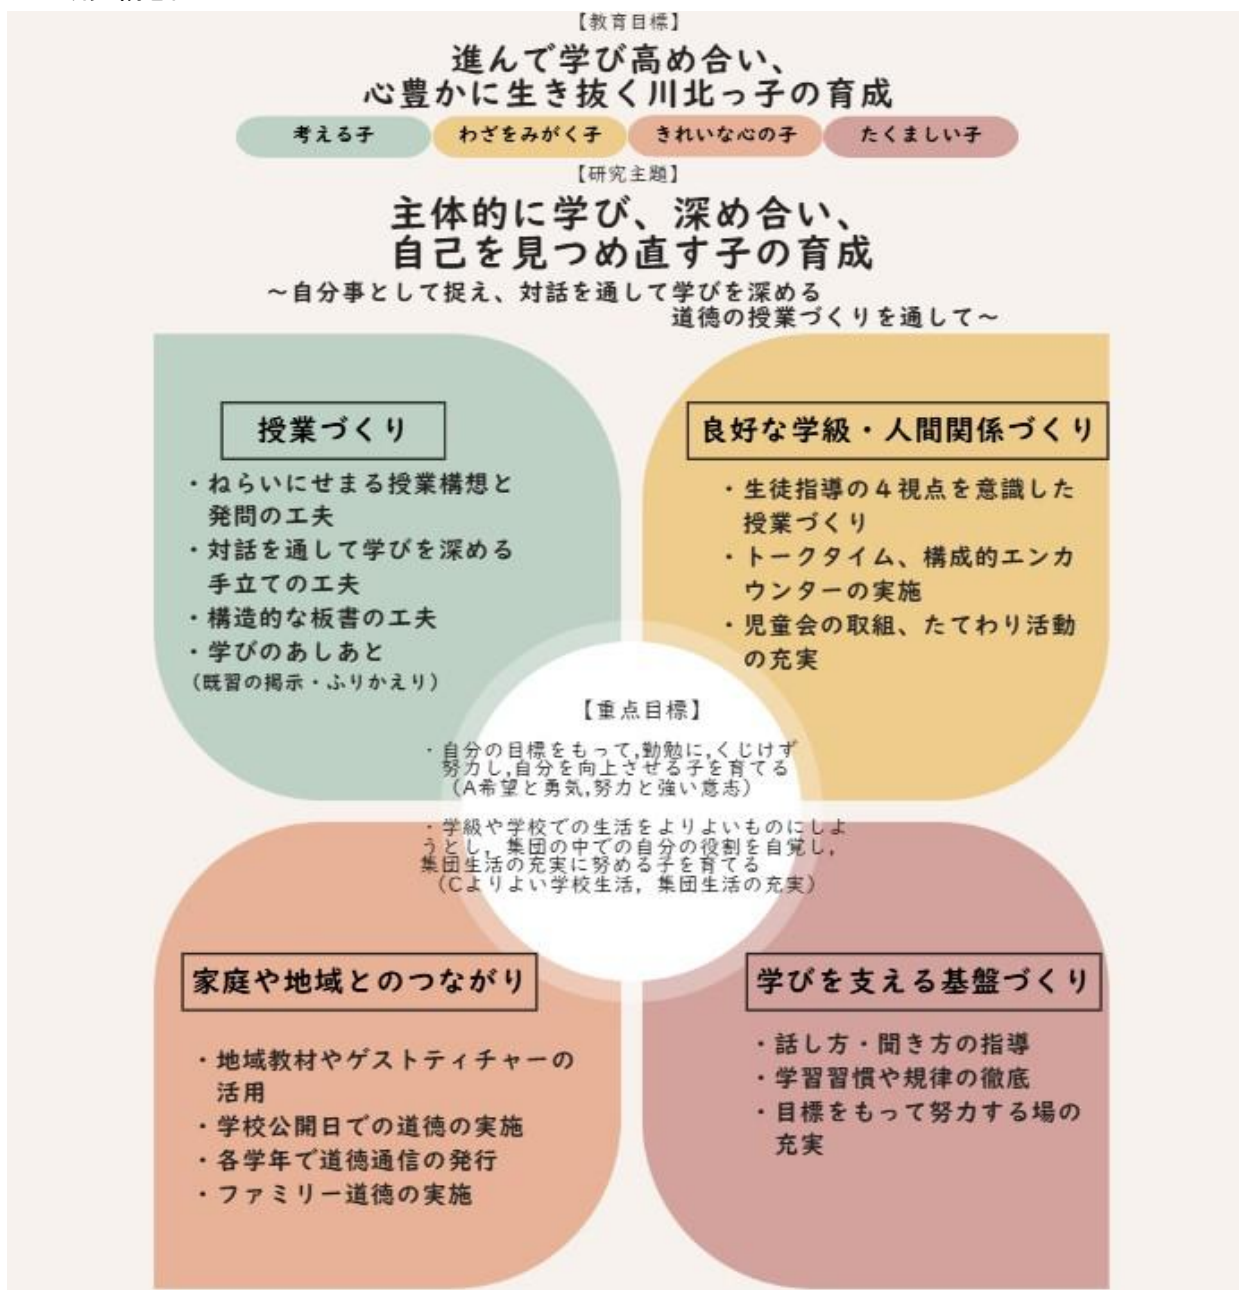 【教育目標】
進んで学び高め合い、
心豊かに生き抜く川北っ子の育成
考える子
わざをみがく子
きれいな心の子
たくましい子
【研究主題】
主体的に学び、深め合い、
自己を見つめ直す子の育成
～自分事として捉え、対話を通して学びを深める
道徳の授業づくりを通して～
授業づくり
・ねらいにせまる授業構想と
発問の工夫
・対話を通して学びを深める
手立ての工夫
・構造的な板書の工夫
・学びのあしあと
（既習の掲示・ふりかえり）
良好な学級・人間関係づくり
・生徒指導の４視点を意識した
授業づくり
・トークタイム、構成的エンカ
ウンターの実施
・児童会の取組、たてわり活動
の充実
【重点目標】
・自分の目標をもって,勤勉に,くじけず
努力し,自分を向上させる子を育てる
（A希望と勇気,努力と強い意志）
・学級や学校での生活をよりよいものにしよ
うとし，集団の中での自分の役割を自覚し，
集団生活の充実に努める子を育てる
（Cよりよい学校生活，集団生活の充実）
家庭や地域とのつながり
・地域教材やゲストティチャーの
活用
・学校公開日での道徳の実施
・各学年で道徳通信の発行
・ファミリー道徳の実施
学びを支える基盤づくり
・話し方・聞き方の指導
・学習習慣や規律の徹底
・目標をもって努力する場の
充実